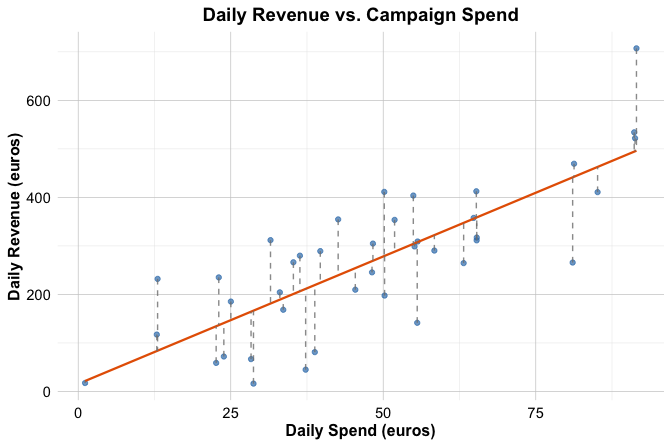 Daily Revenue vs. Campaign Spend
Daily Revenue (euros)
600
400
200
0
0 25 50 75
Daily Spend (euros)